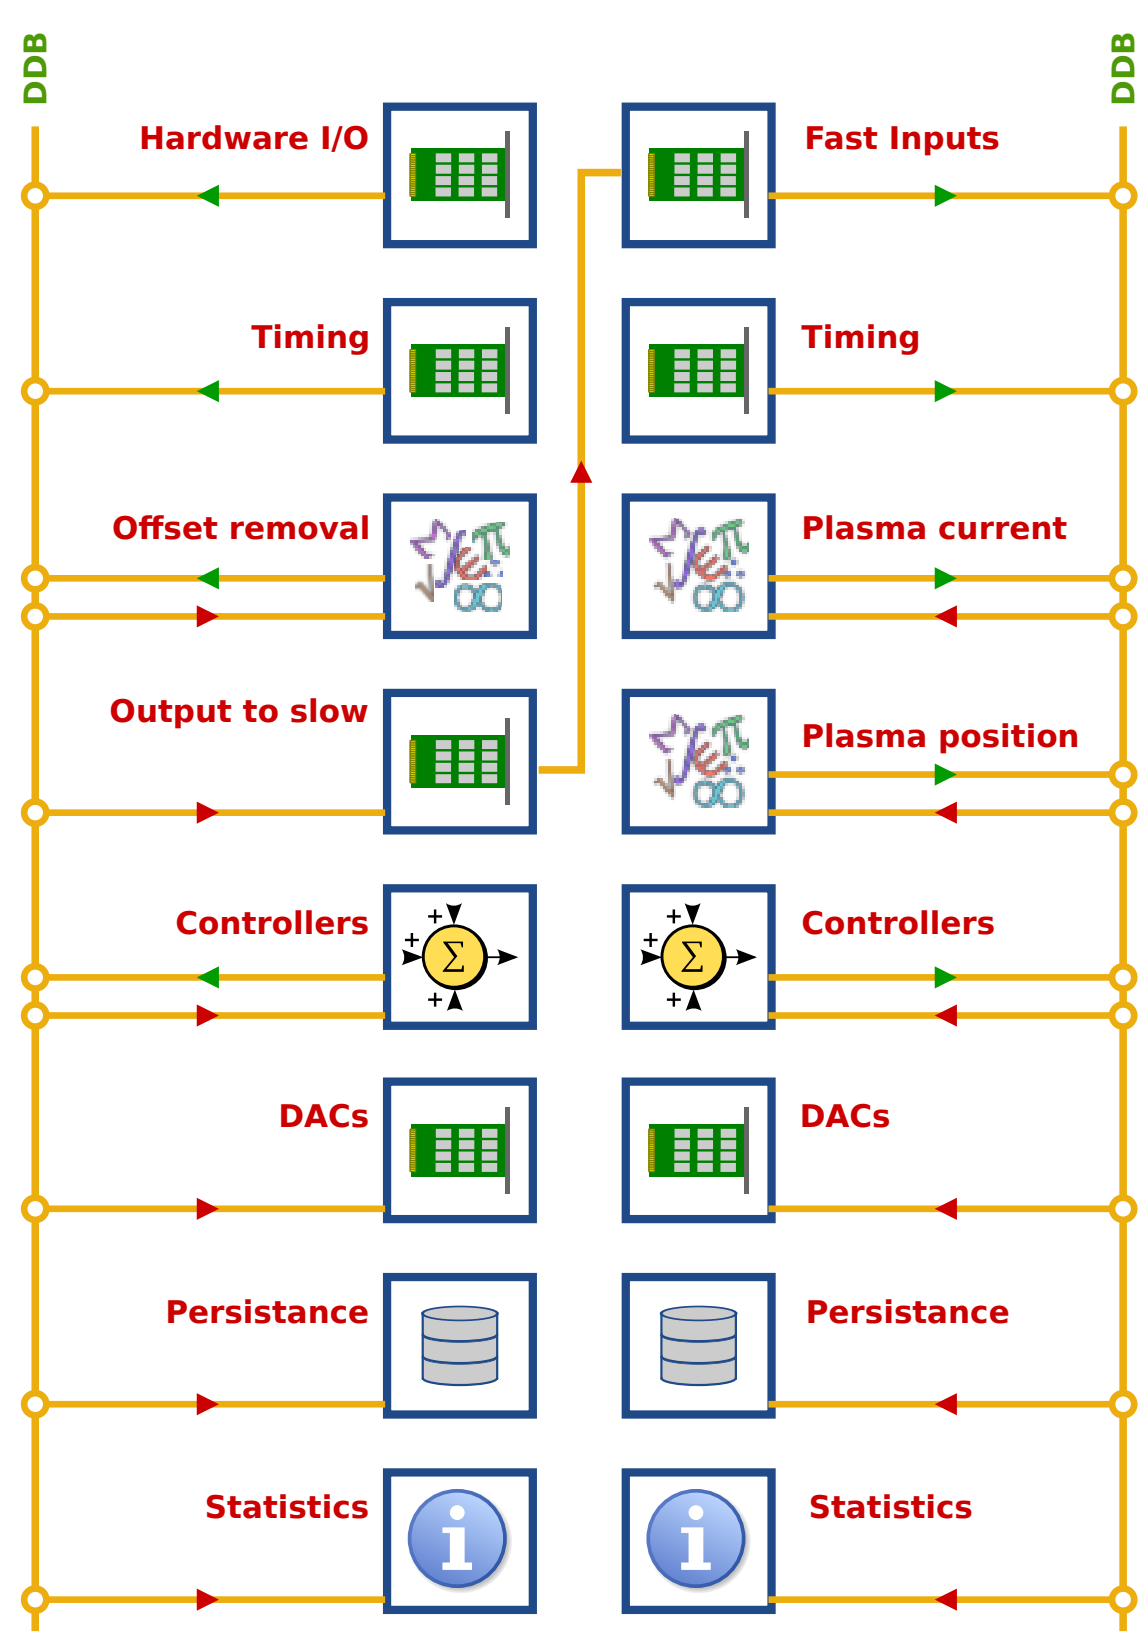 DDB
DDB
Hardware I/O
Fast Inputs
Timing
Timing
Offset removal
Plasma current
Output to slow
Plasma position
Controllers
+
+
+
Σ
Controllers
+
+
+
Σ
DACs
DACs
Persistance
Persistance
Statistics
i
Statistics
i